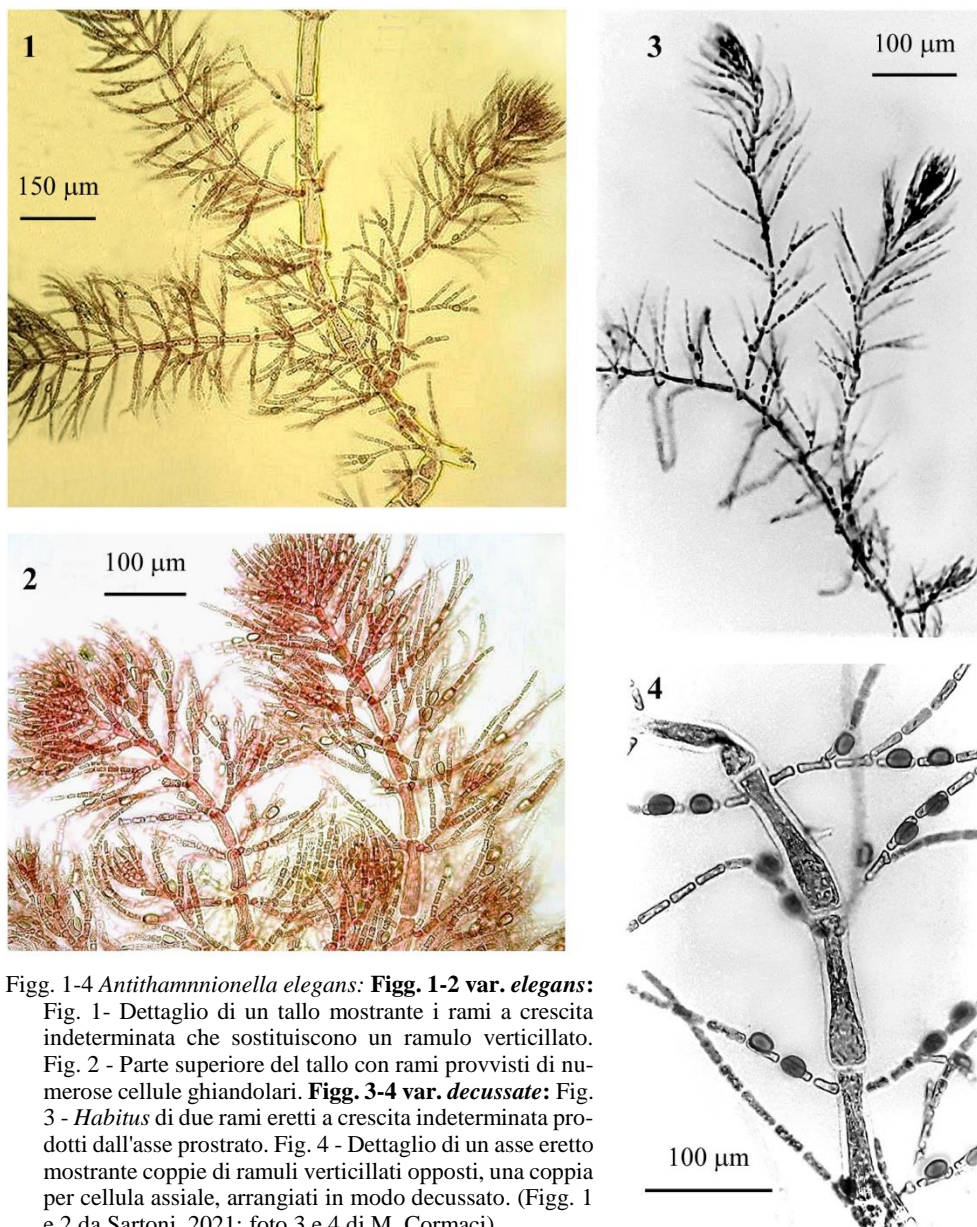 1
150 µm
3
100 µm
2
100 µm
4
100 µm
Figg. 1-4 Antithamnnionella elegans: Figg. 1-2 var. elegans:
Fig. 1- Dettaglio di un tallo mostrante i rami a crescita
indeterminata che sostituiscono un ramulo verticillato.
Fig. 2 - Parte superiore del tallo con rami provvisti di nu-
merose cellule ghiandolari. Figg. 3-4 var. decussate: Fig.
3 - Habitus di due rami eretti a crescita indeterminata pro-
dotti dall'asse prostrato. Fig. 4 - Dettaglio di un asse eretto
mostrante coppie di ramuli verticillati opposti, una coppia
per cellula assiale, arrangiati in modo decussato. (Figg. 1
e 2 da Sartoni, 2021; foto 3 e 4 di M. Cormaci)